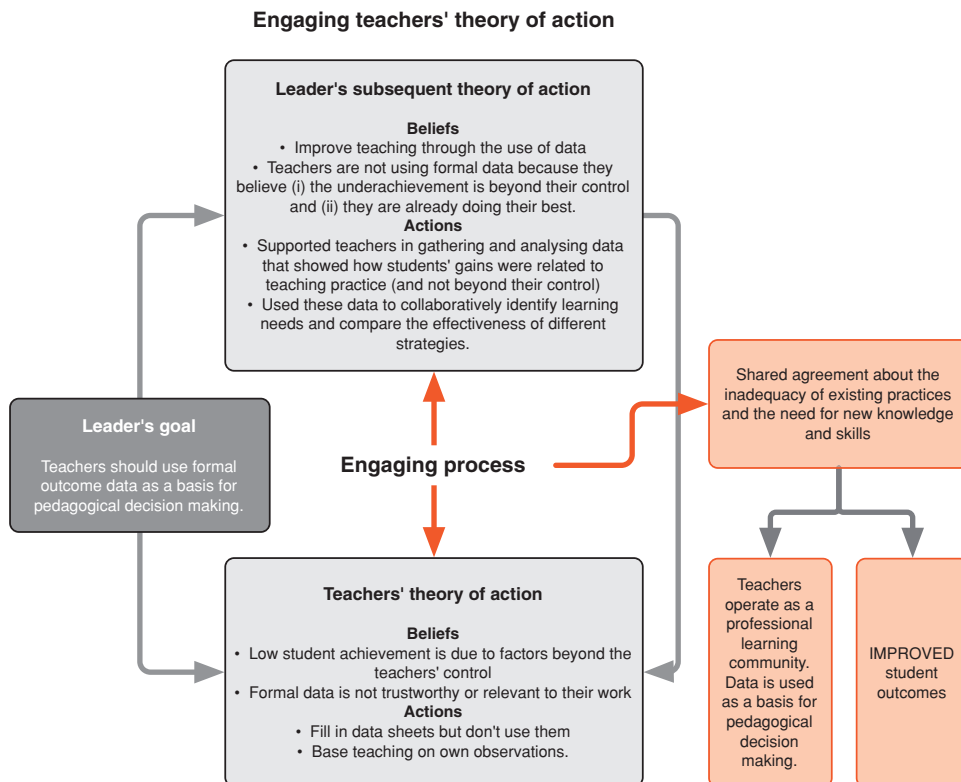 Engaging teachers' theory of action
Leader's subsequent theory of action
Beliefs
• Improve teaching through the use of data
• Teachers are not using formal data because they
believe (i) the underachievement is beyond their control
and (ii) they are already doing their best.
Actions
• Supported teachers in gathering and analysing data
that showed how students' gains were related to
teaching practice (and not beyond their control)
• Used these data to collaboratively identify learning
needs and compare the effectiveness of different
strategies.
Leader's goal
Teachers should use formal
outcome data as a basis for
pedagogical decision making.
Engaging process
Shared agreement about the
inadequacy of existing practices
and the need for new knowledge
and skills
Teachers' theory of action
Beliefs
• Low student achievement is due to factors beyond the
teachers' control
• Formal data is not trustworthy or relevant to their work
Actions
• Fill in data sheets but don't use them
• Base teaching on own observations.
Teachers
operate as a
professional
learning
community.
Data is used
as a basis for
pedagogical
decision
making.
IMPROVED
student
outcomes